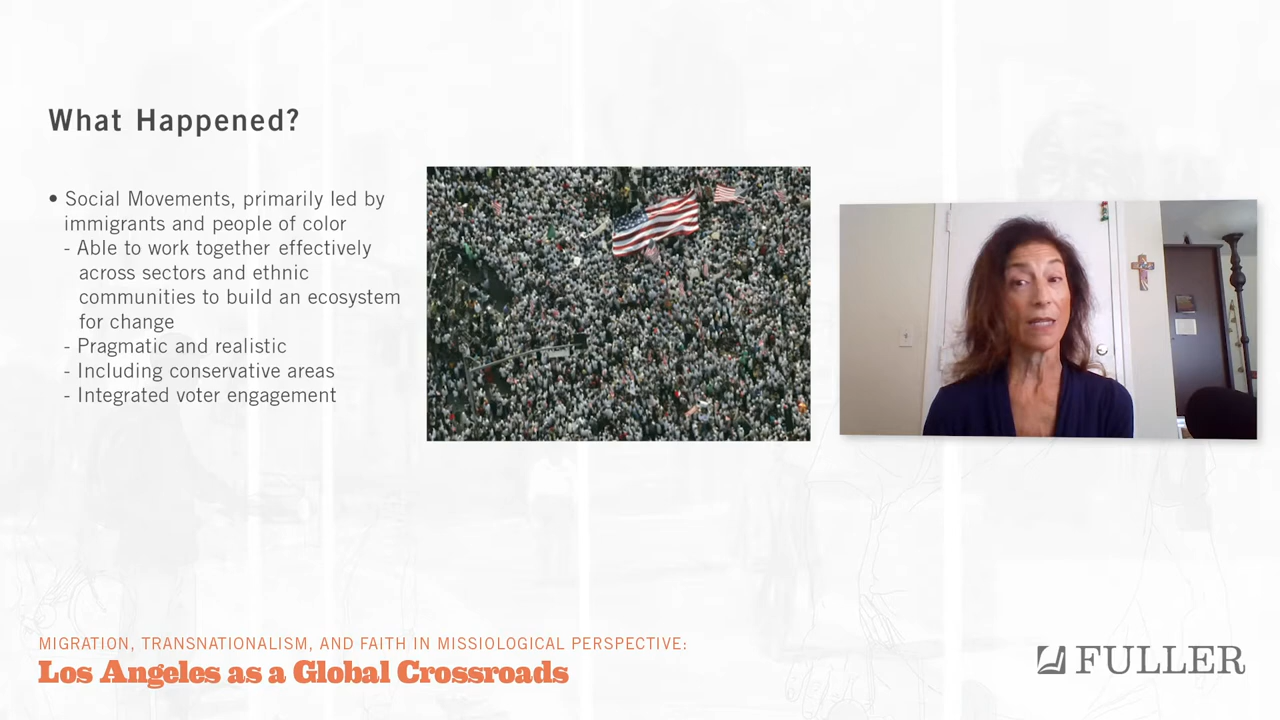 What Happened?
• Social Movements, primarily led by
immigrants and people of color
- Able to work together effectively
across sectors and ethnic
communities to build an ecosystem
for change
- Pragmatic and realistic
- Including conservative areas
- Integrated voter engagement
MIGRATION, TRANSNATIONALISM, AND FAITH IN MISSIOLOGICAL PERSPECTIVE:
Los Angeles as a Global Crossroads
FULLER